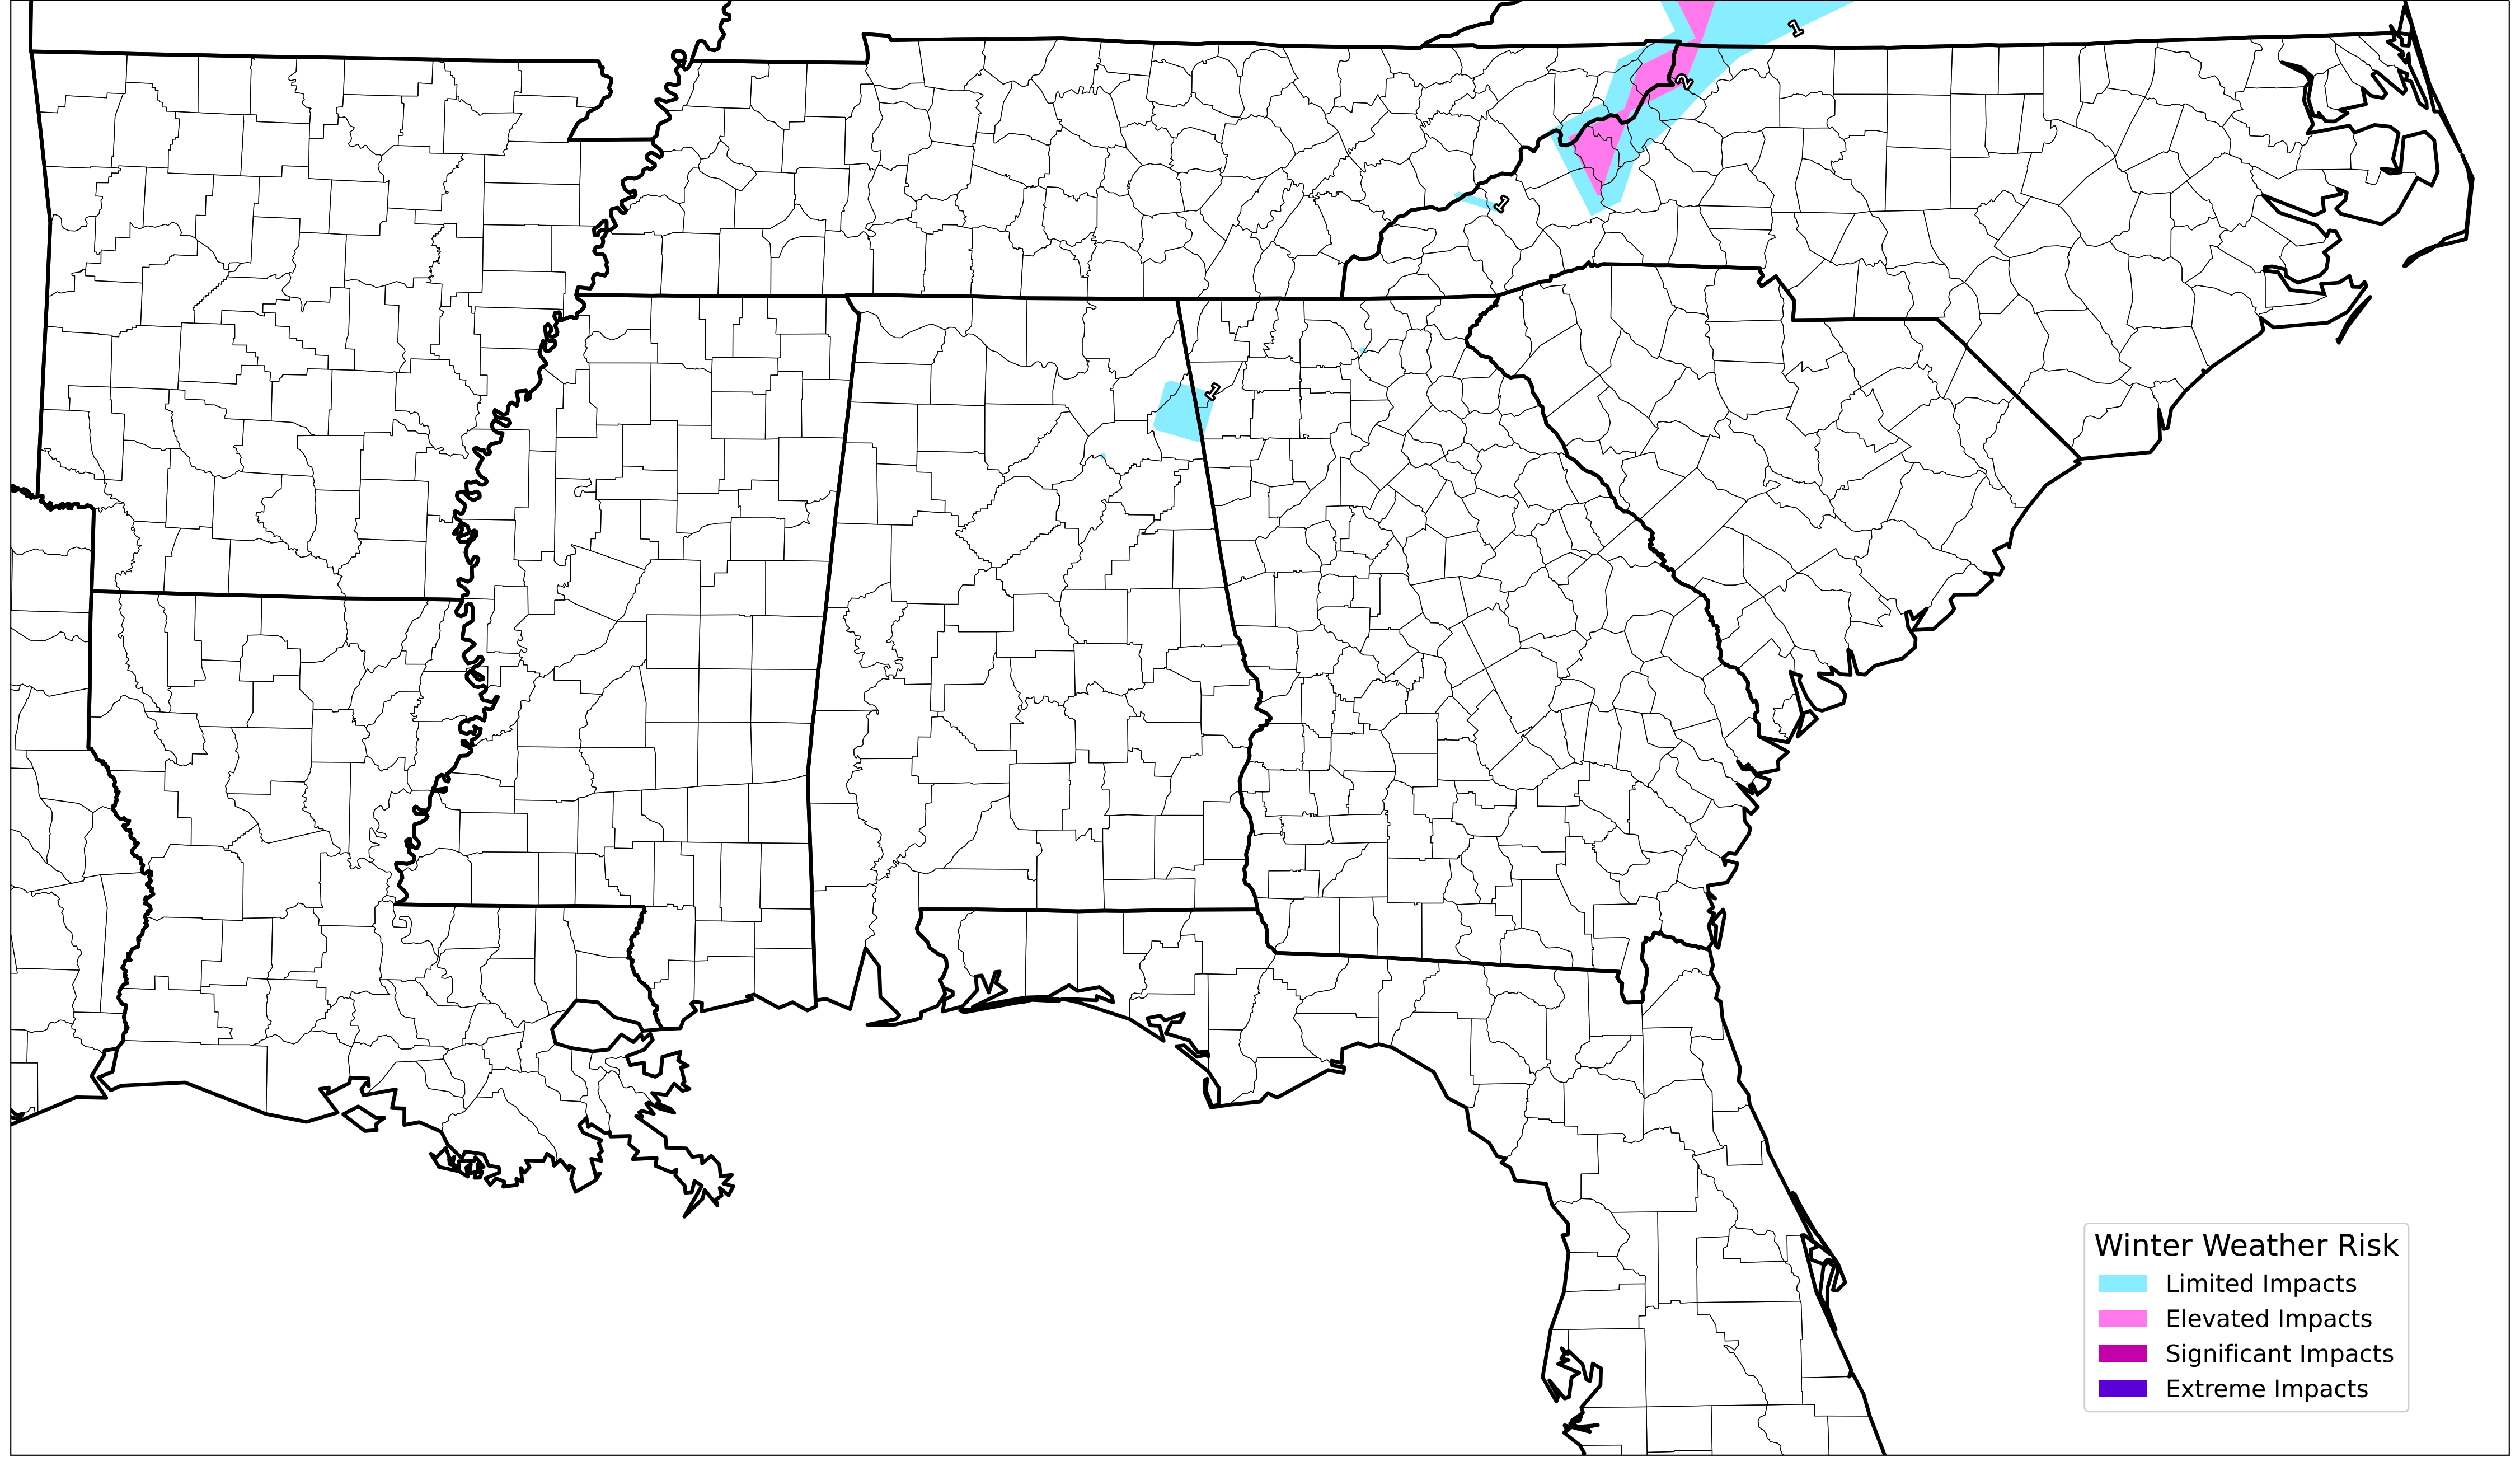 1
2
1
1
Winter Weather Risk
Limited Impacts
Elevated Impacts
Significant Impacts
Extreme Impacts